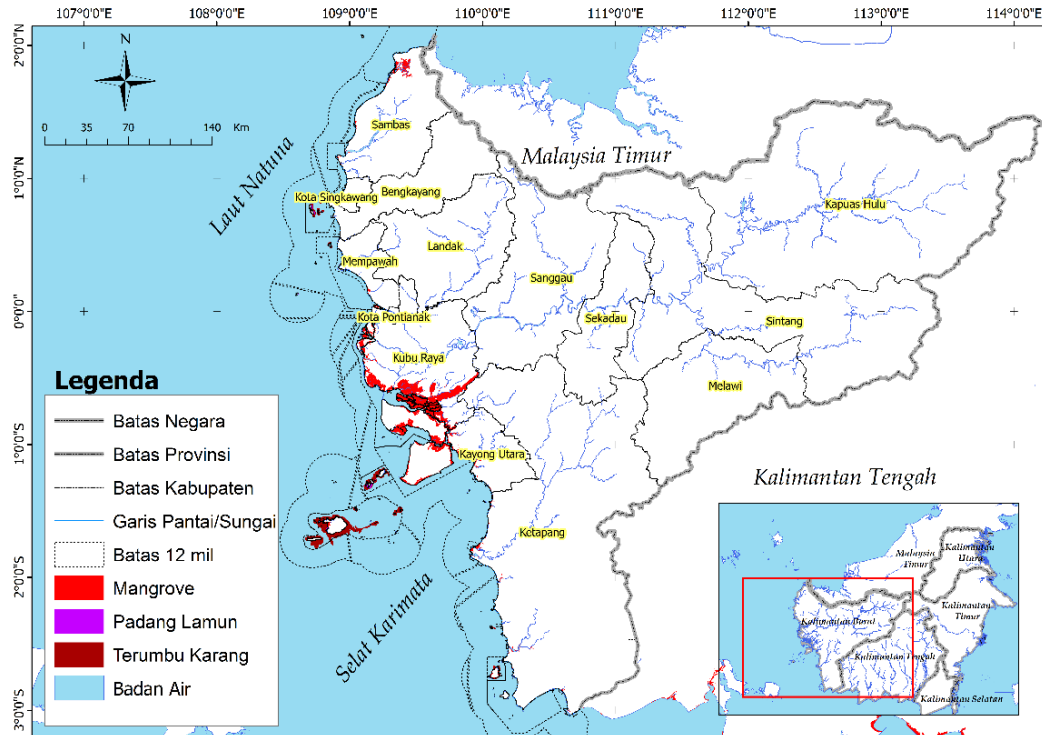 107°0'0"E 108°0'0"E 109°0'0"E 110°0'0"E 111°0'0"E 112°0'0"E 113°0'0"E 114°0'0"E
2°0'0"N
1°0'0"N
0°0'0"
1°0'0"S
2°0'0"S
3°0'0"S
N
0 35 70 140 Km
Laut Natuna
Selat Karimata
Malaysia Timur
Kalimantan Tengah
Sambas
Bengkayang
Kota Singkawang
Kapuas Hulu
Landak
Mempawah
Sanggau
Kota Pontianak
Sekadau
Sintang
Kubu Raya
Melawi
Kayong Utara
Ketapang
Legenda
Batas Negara
Batas Provinsi
Batas Kabupaten
Garis Pantai/Sungai
Batas 12 mil
Mangrove
Padang Lamun
Terumbu Karang
Badan Air
Malaysia
Timur
Kalimantan
Utara
Kalimantan
Timur
Kalimantan Barat
Kalimantan Tengah
Kalimantan Selatan